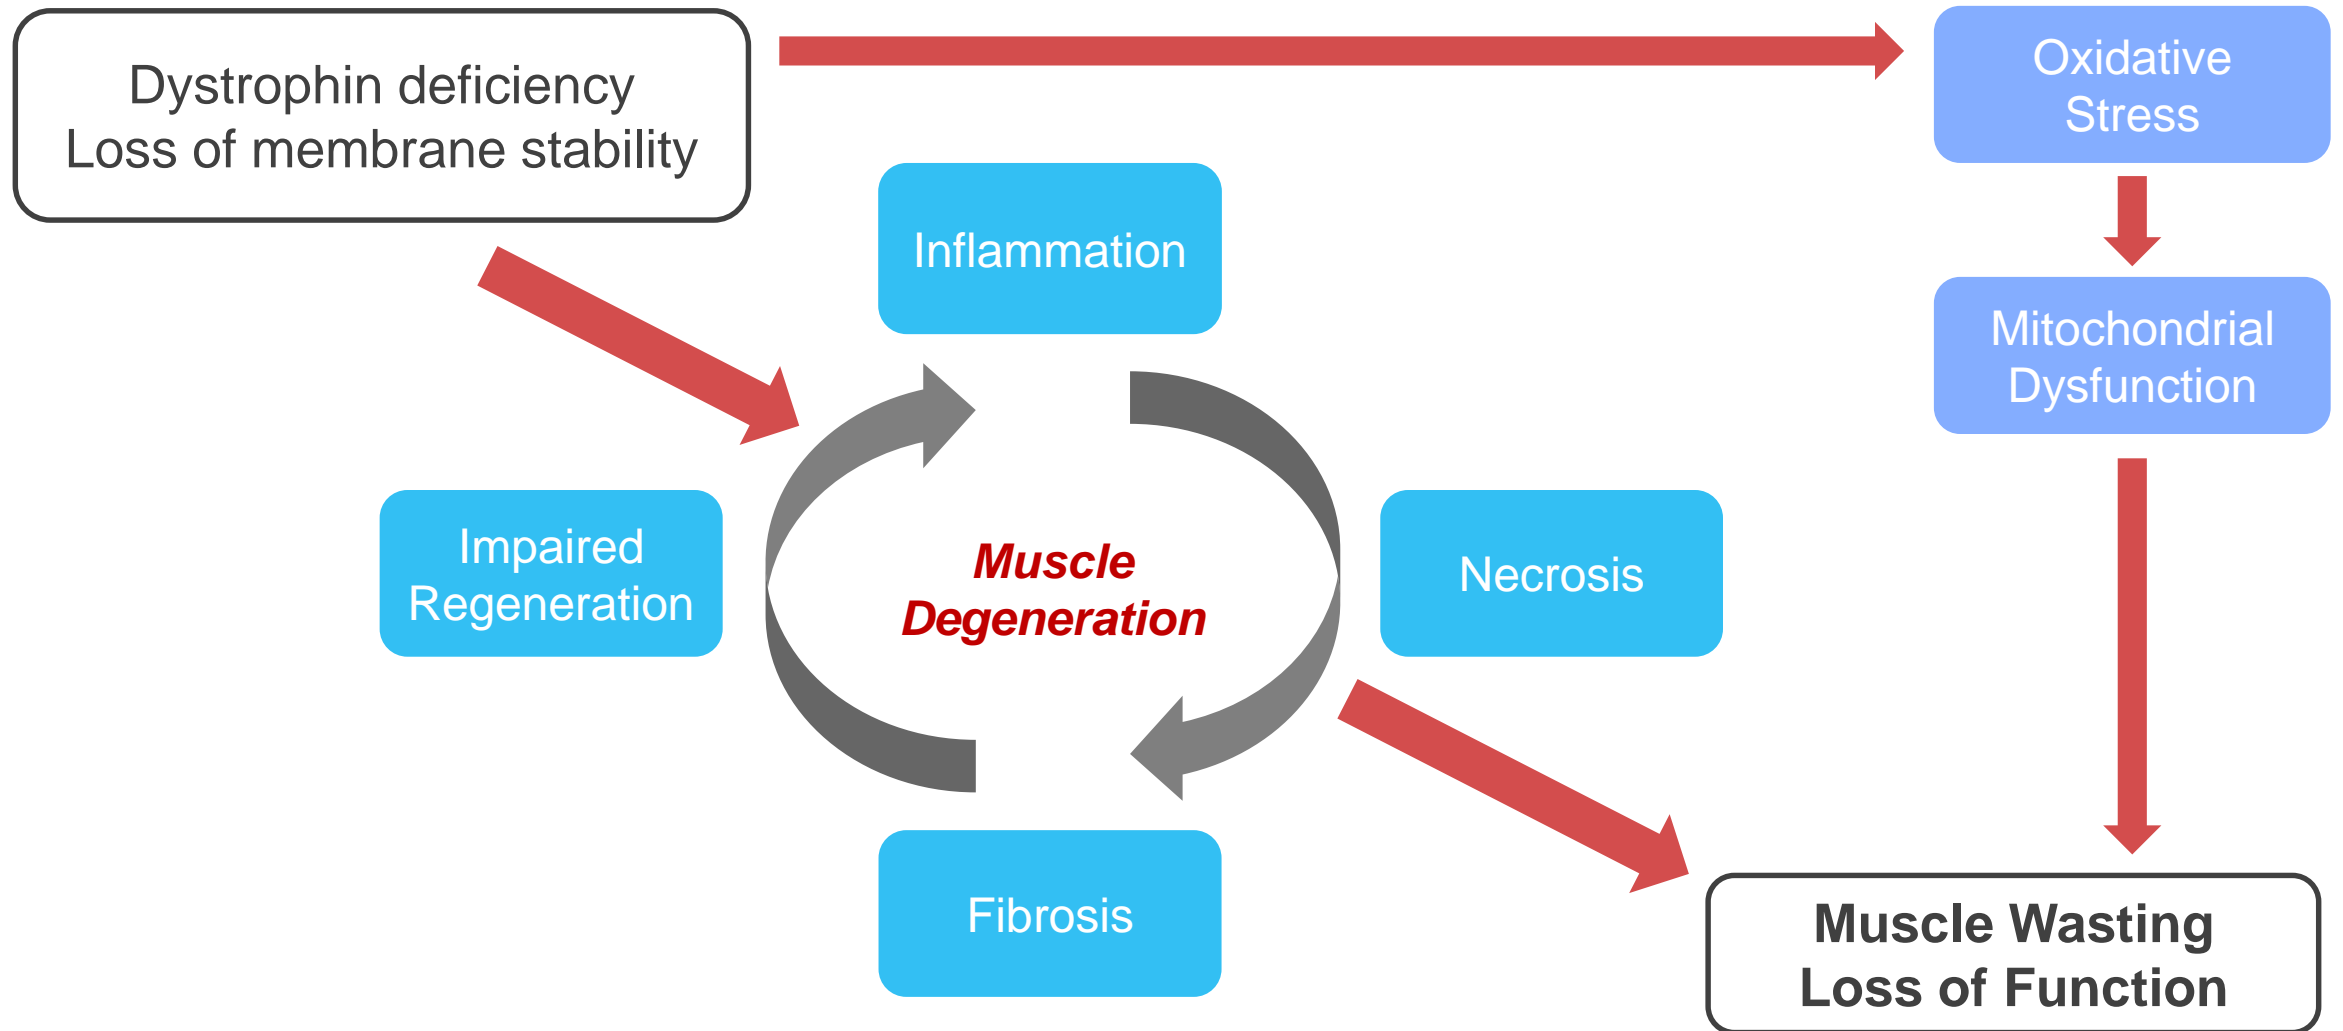 Dystrophin deficiency
Loss of membrane stability
Oxidative
Stress
Inflammation
Mitochondrial
Dysfunction
Impaired
Regeneration
Muscle
Degeneration
Necrosis
Fibrosis
Muscle Wasting
Loss of Function